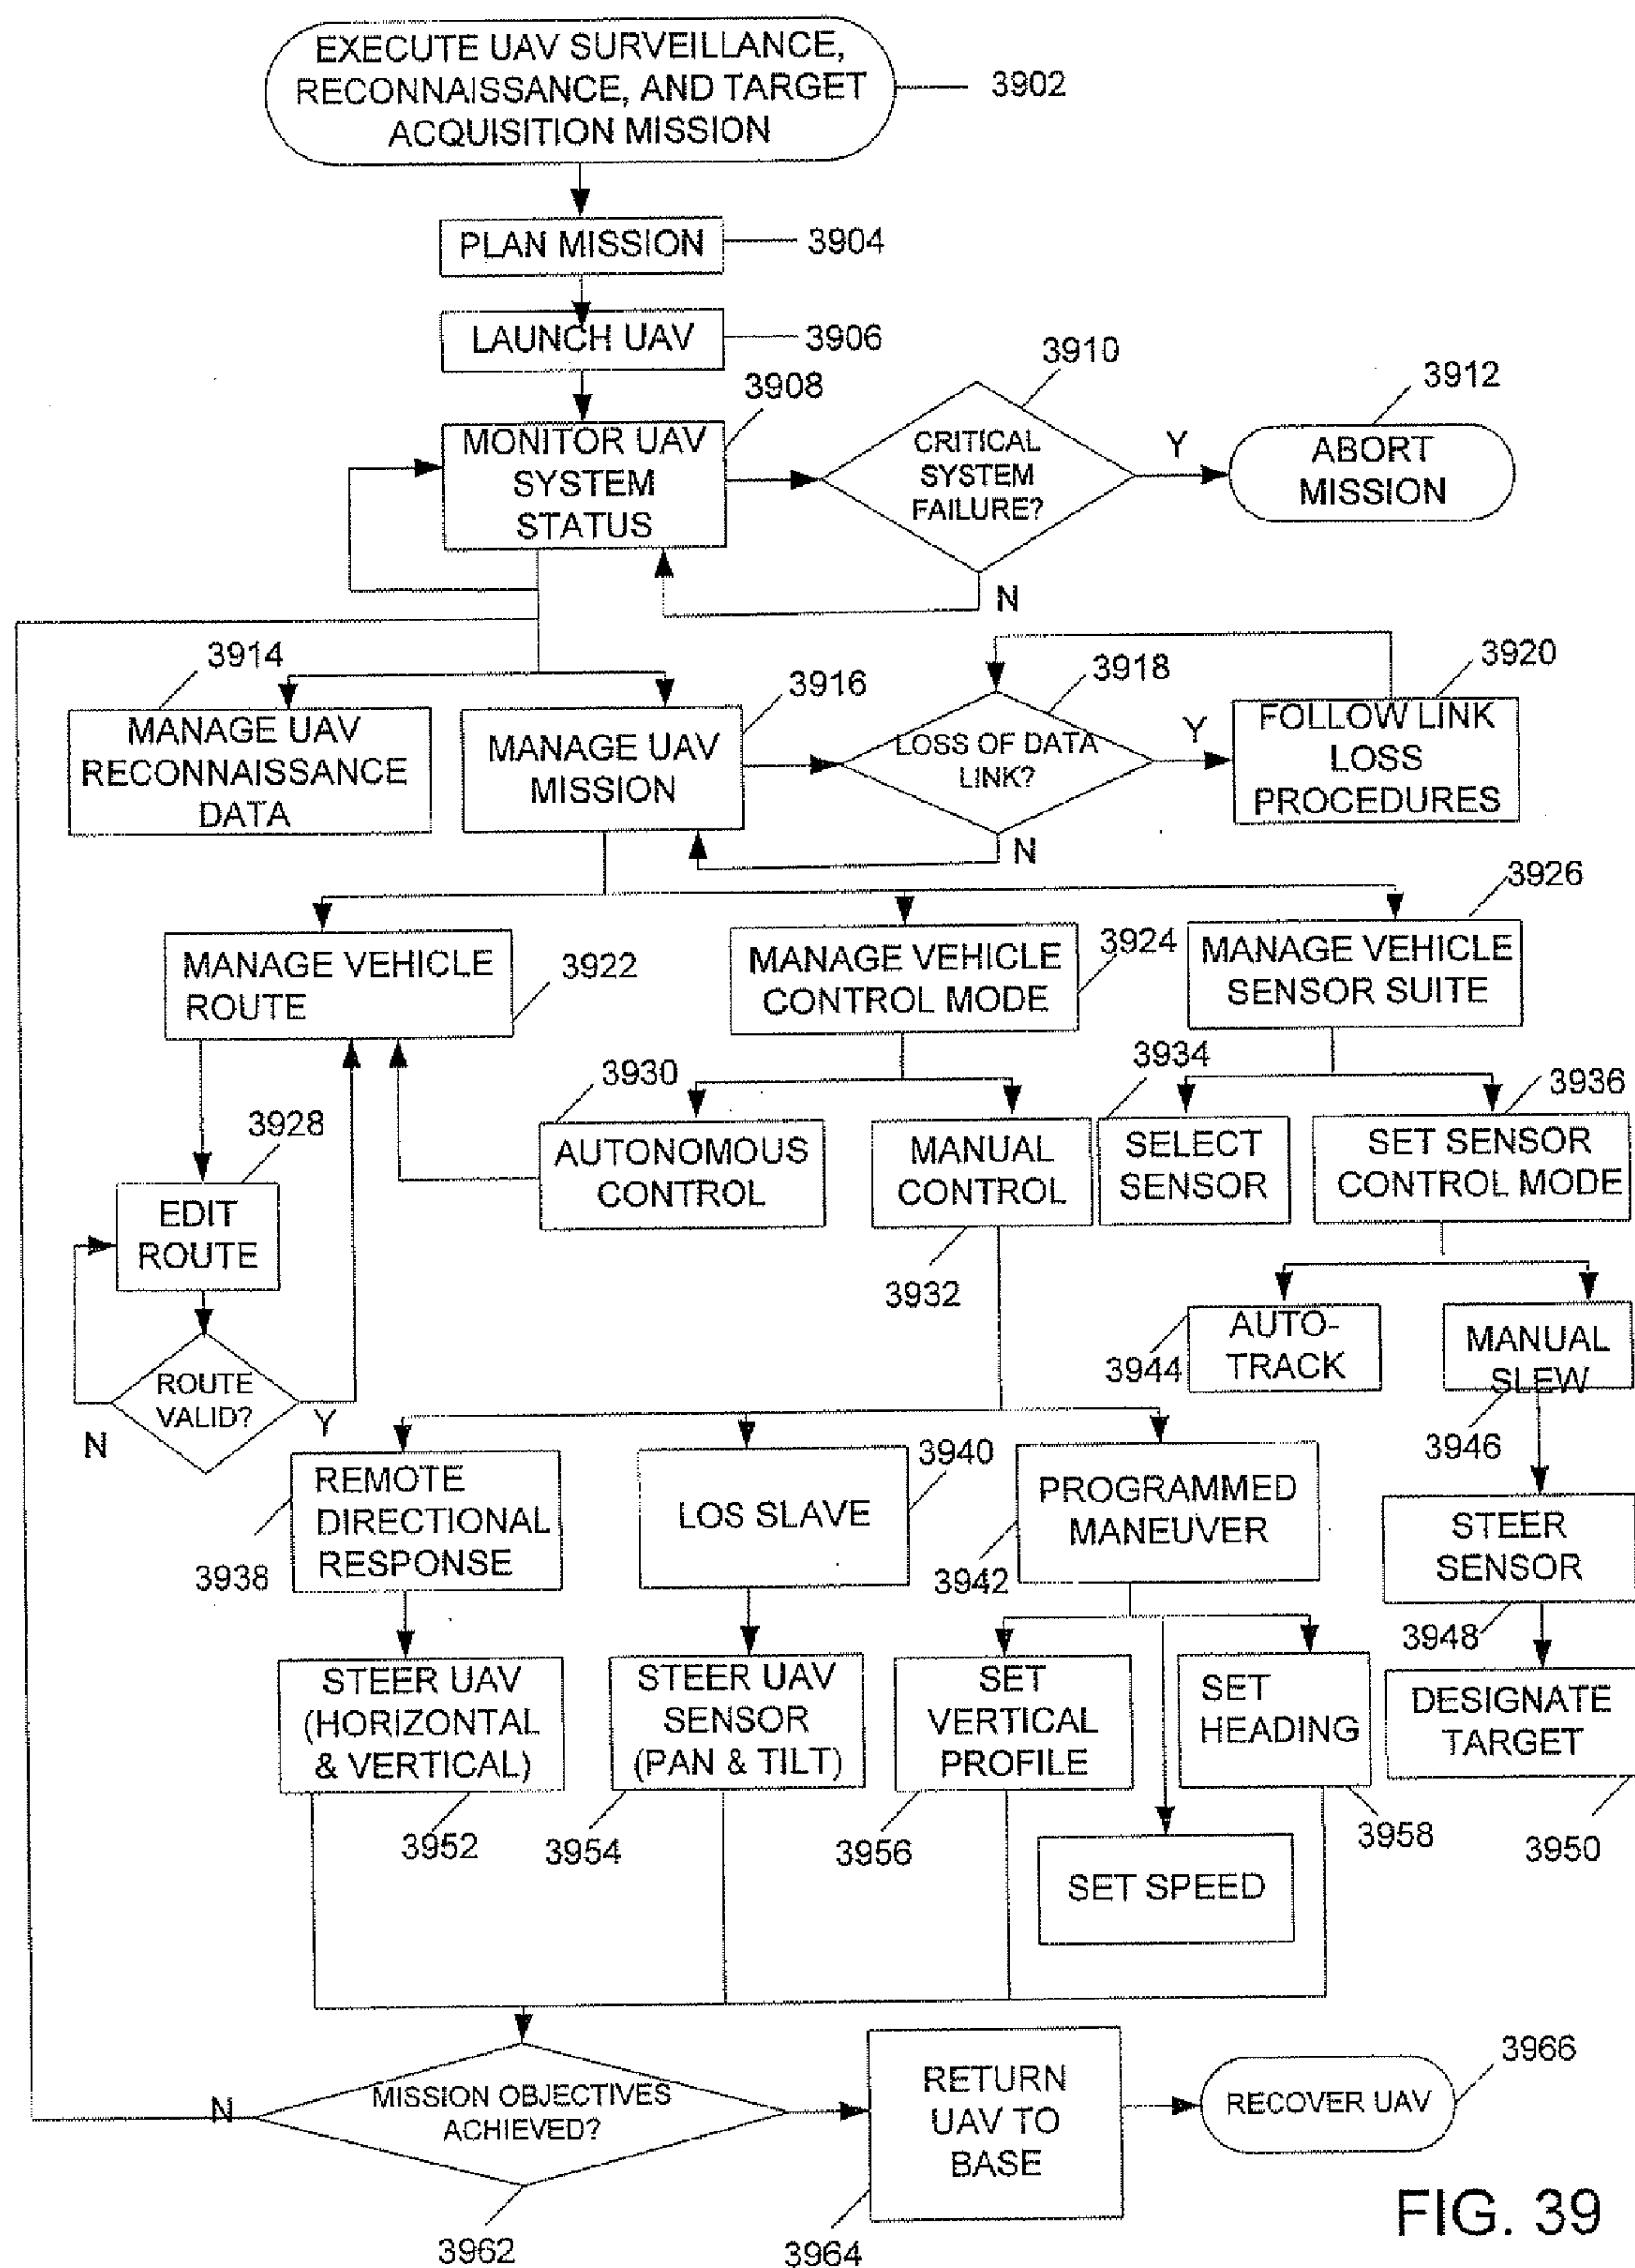 EXECUTE UAV SURVEILLANCE,
RECONNAISSANCE, AND TARGET
ACQUISITION MISSION
3902
PLAN MISSION
3904
LAUNCH UAV
3906
3908
MONITOR UAV
SYSTEM
STATUS
3910
CRITICAL
SYSTEM
FAILURE?
Y
N
3912
ABORT
MISSION
3914
MANAGE UAV
RECONNAISSANCE
DATA
3916
MANAGE UAV
MISSION
3918
LOSS OF DATA
LINK?
Y
N
3920
FOLLOW LINK
LOSS
PROCEDURES
MANAGE VEHICLE
ROUTE
3922
MANAGE VEHICLE
CONTROL MODE
3924
3926
MANAGE VEHICLE
SENSOR SUITE
3928
EDIT
ROUTE
ROUTE
VALID?
N
Y
3930
AUTONOMOUS
CONTROL
MANUAL
CONTROL
3932
3934
SELECT
SENSOR
3936
SET SENSOR
CONTROL MODE
AUTO-
TRACK
3944
MANUAL
SLEW
3946
REMOTE
DIRECTIONAL
RESPONSE
3938
LOS SLAVE
3940
PROGRAMMED
MANEUVER
3942
STEER
SENSOR
3948
STEER UAV
(HORIZONTAL
& VERTICAL)
3952
STEER UAV
SENSOR
(PAN & TILT)
3954
SET
VERTICAL
PROFILE
3956
SET
HEADING
3958
DESIGNATE
TARGET
3950
SET SPEED
MISSION OBJECTIVES
ACHIEVED?
N
3962
RETURN
UAV TO
BASE
3964
RECOVER UAV
3966
FIG. 39